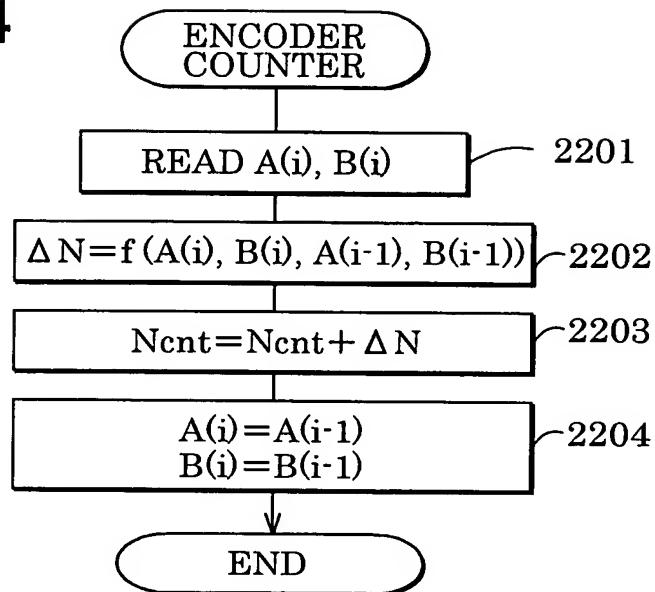 4
ENCODER
COUNTER
READ A(i), B(i)
2201
ΔN=f(A(i), B(i), A(i-1), B(i-1))
2202
Ncnt=Ncnt+ΔN
2203
A(i)=A(i-1)
B(i)=B(i-1)
2204
END